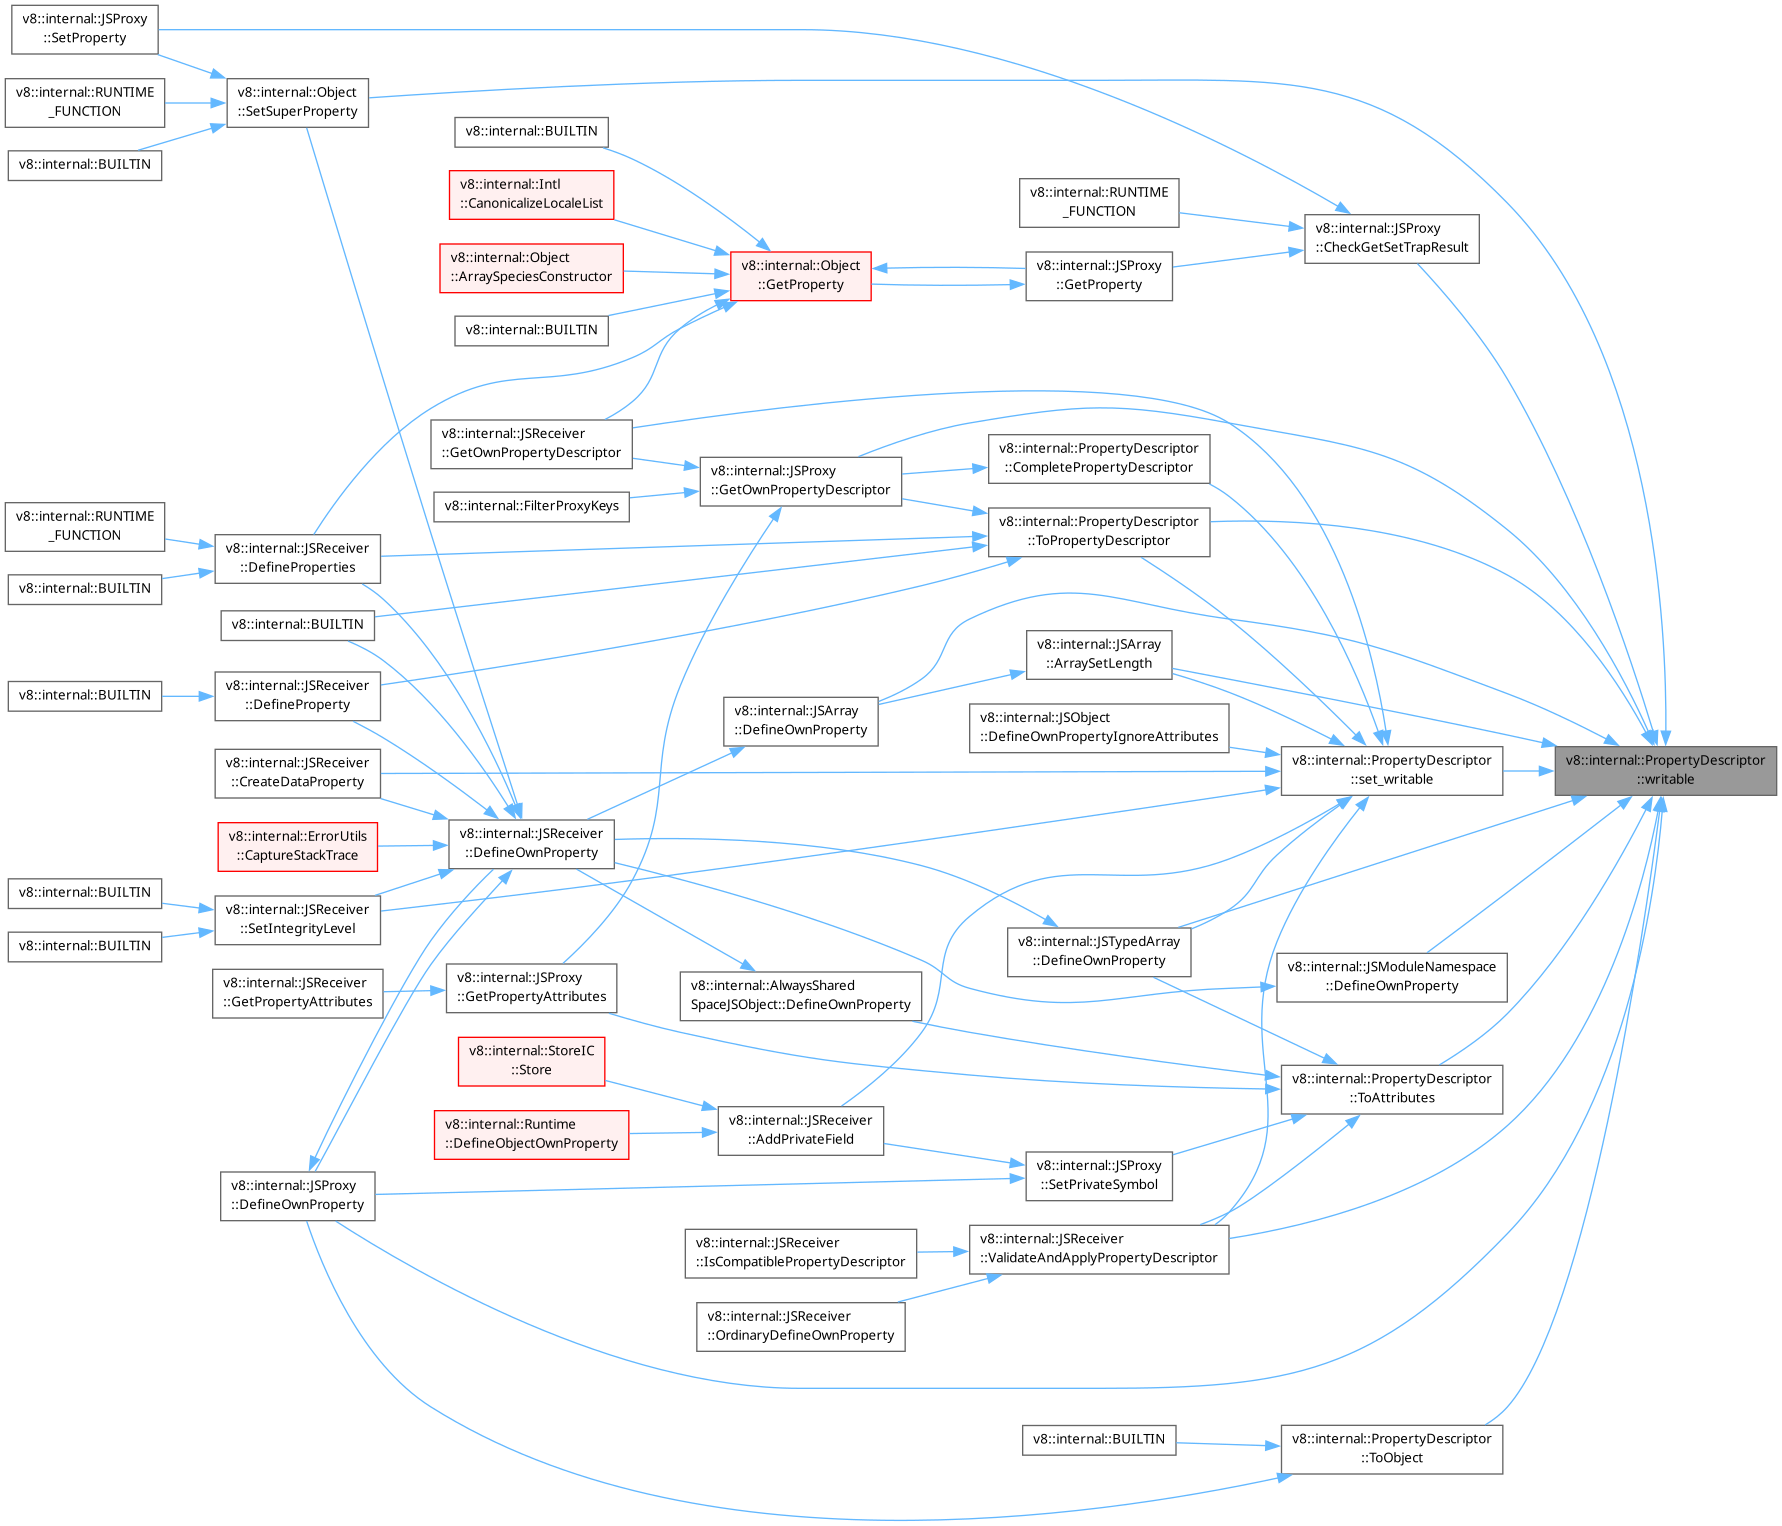 v8::internal::JSProxy
::SetProperty
v8::internal::RUNTIME
_FUNCTION
v8::internal::BUILTIN
v8::internal::Object
::SetSuperProperty
v8::internal::BUILTIN
v8::internal::Intl
::CanonicalizeLocaleList
v8::internal::Object
::ArraySpeciesConstructor
v8::internal::BUILTIN
v8::internal::Object
::GetProperty
v8::internal::RUNTIME
_FUNCTION
v8::internal::JSProxy
::GetProperty
v8::internal::JSProxy
::CheckGetSetTrapResult
v8::internal::JSReceiver
::GetOwnPropertyDescriptor
v8::internal::FilterProxyKeys
v8::internal::JSProxy
::GetOwnPropertyDescriptor
v8::internal::PropertyDescriptor
::CompletePropertyDescriptor
v8::internal::PropertyDescriptor
::ToPropertyDescriptor
v8::internal::RUNTIME
_FUNCTION
v8::internal::BUILTIN
v8::internal::JSReceiver
::DefineProperties
v8::internal::BUILTIN
v8::internal::BUILTIN
v8::internal::JSReceiver
::DefineProperty
v8::internal::JSArray
::ArraySetLength
v8::internal::JSArray
::DefineOwnProperty
v8::internal::JSObject
::DefineOwnPropertyIgnoreAttributes
v8::internal::PropertyDescriptor
::set_writable
v8::internal::PropertyDescriptor
::writable
v8::internal::JSReceiver
::CreateDataProperty
v8::internal::ErrorUtils
::CaptureStackTrace
v8::internal::JSReceiver
::DefineOwnProperty
v8::internal::BUILTIN
v8::internal::BUILTIN
v8::internal::JSReceiver
::SetIntegrityLevel
v8::internal::JSReceiver
::GetPropertyAttributes
v8::internal::JSProxy
::GetPropertyAttributes
v8::internal::AlwaysShared
SpaceJSObject::DefineOwnProperty
v8::internal::JSTypedArray
::DefineOwnProperty
v8::internal::JSModuleNamespace
::DefineOwnProperty
v8::internal::StoreIC
::Store
v8::internal::Runtime
::DefineObjectOwnProperty
v8::internal::JSReceiver
::AddPrivateField
v8::internal::PropertyDescriptor
::ToAttributes
v8::internal::JSProxy
::DefineOwnProperty
v8::internal::JSProxy
::SetPrivateSymbol
v8::internal::JSReceiver
::IsCompatiblePropertyDescriptor
v8::internal::JSReceiver
::ValidateAndApplyPropertyDescriptor
v8::internal::JSReceiver
::OrdinaryDefineOwnProperty
v8::internal::BUILTIN
v8::internal::PropertyDescriptor
::ToObject